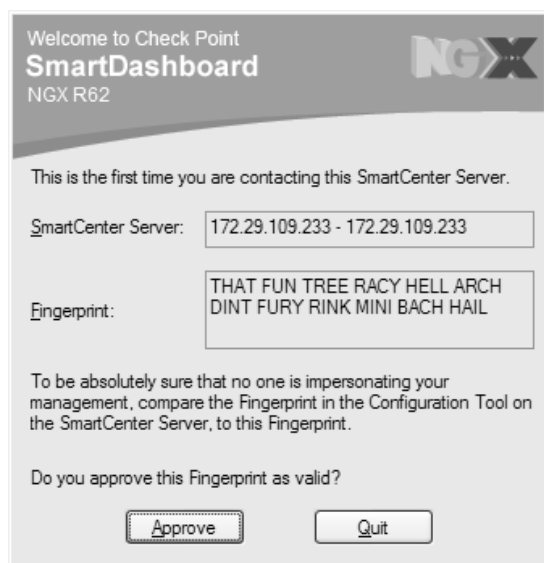 Welcome to Check Point
SmartDashboard
NGX R62
NGX
This is the first time you are contacting this SmartCenter Server.
SmartCenter Server: 172.29.109.233 - 172.29.109.233
Fingerprint: THAT FUN TREE RACY HELL ARCH
DINT FURY RINK MINI BACH HAIL
To be absolutely sure that no one is impersonating your
management, compare the Fingerprint in the Configuration Tool on
the SmartCenter Server, to this Fingerprint.
Do you approve this Fingerprint as valid?
Approve Quit